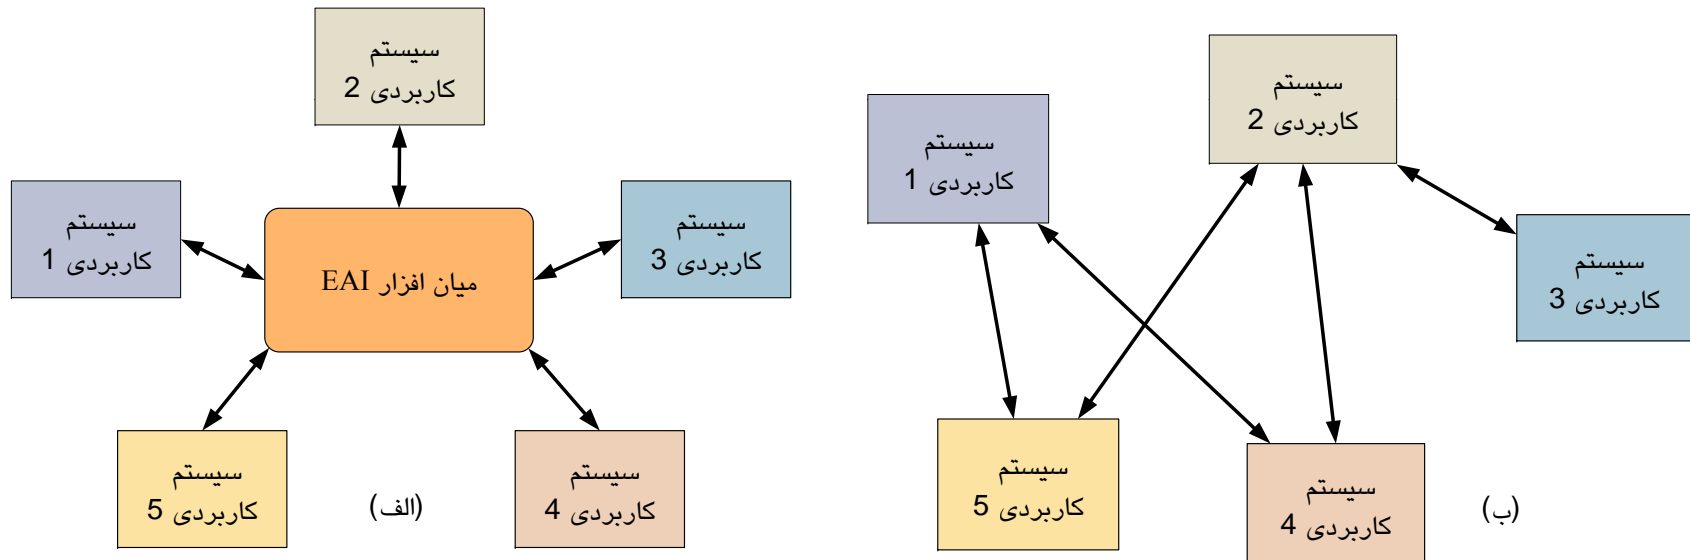 سیستم
کاربردی 2
سیستم
کاربردی 1
میان افزار EAI
سیستم
کاربردی 3
سیستم
کاربردی 5
(الف)
سیستم
کاربردی 4
سیستم
کاربردی 2
سیستم
کاربردی 1
سیستم
کاربردی 3
سیستم
کاربردی 5
سیستم
کاربردی 4
(ب)